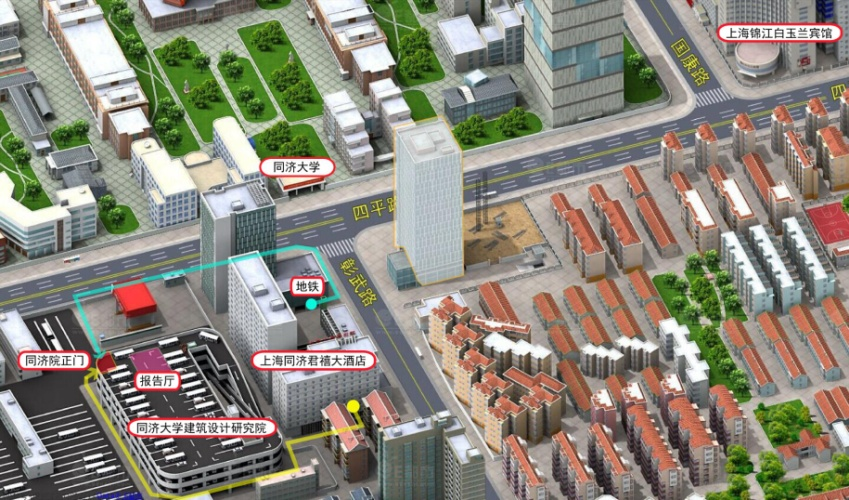 上海锦江白玉兰宾馆
国康路
四
同济大学
四平路
地铁
彰武路
同济院正门
报告厅
上海同济君禧大酒店
同济大学建筑设计研究院